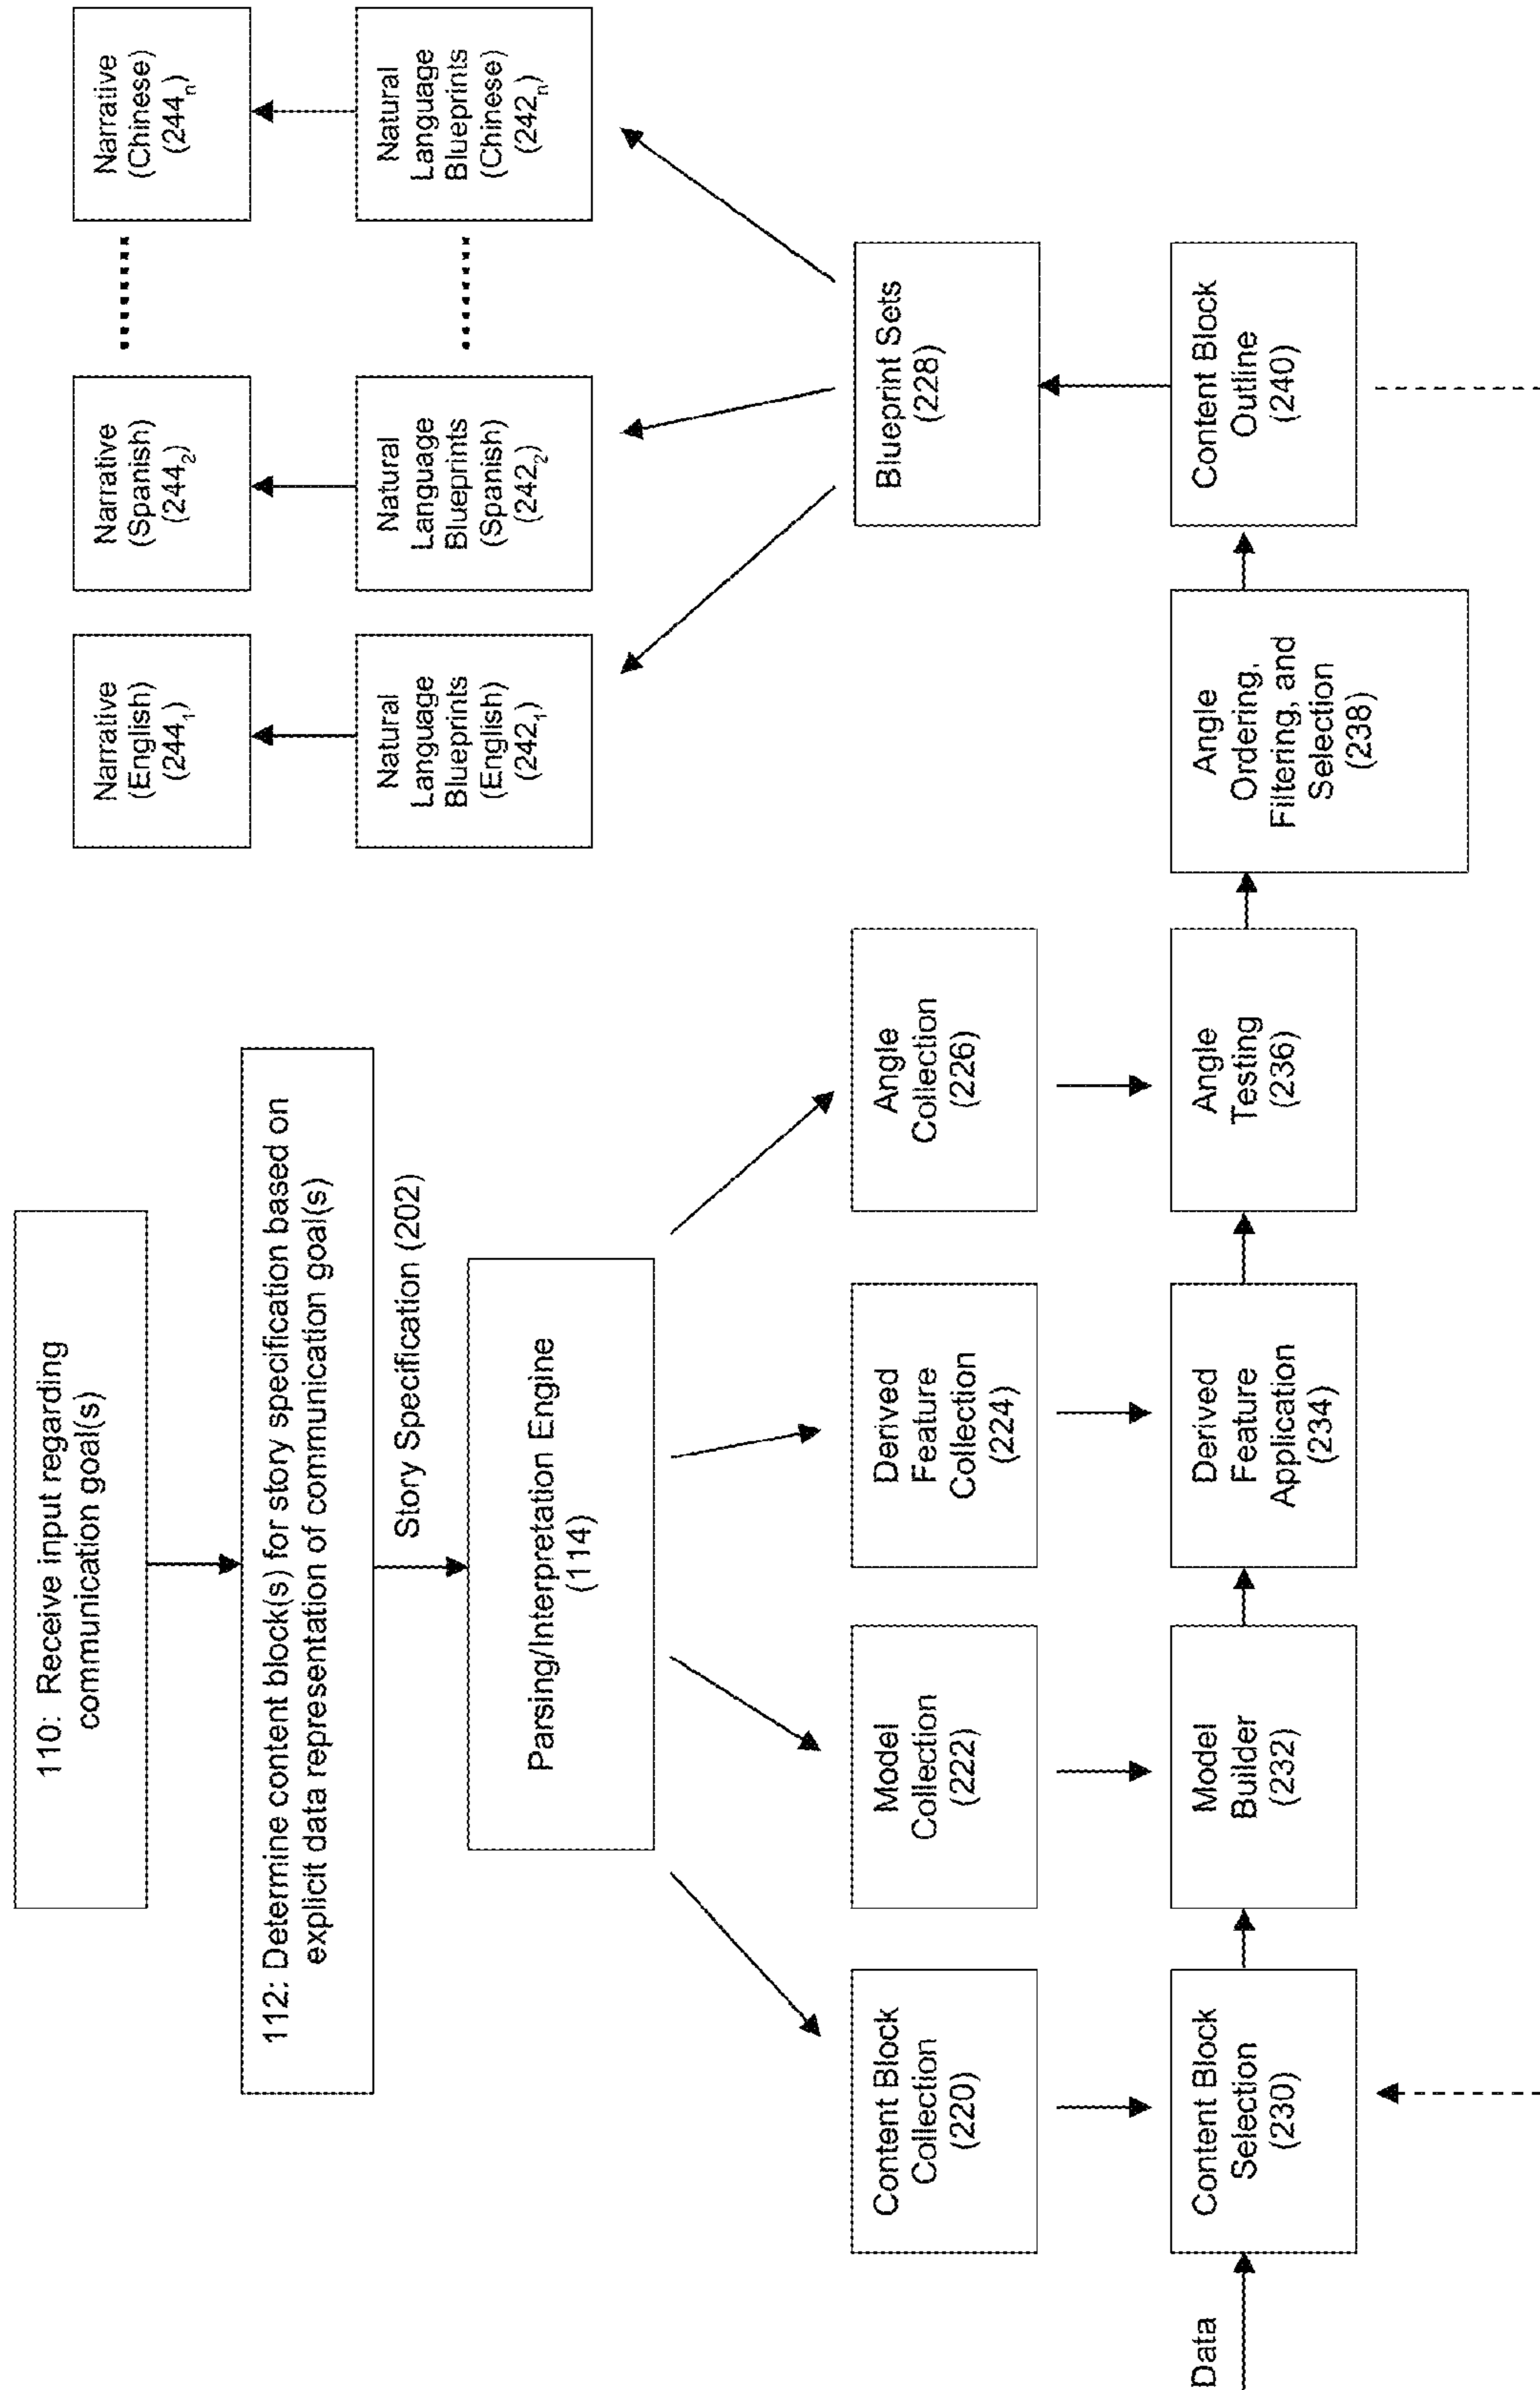 110: Receive input regarding
communication goal(s)
112: Determine content block(s) for story specification based on
explicit data representation of communication goal(s)
Story Specification (202)
Parsing/Interpretation Engine
(114)
Narrative
(English)
(244₁)
Narrative
(Spanish)
(244₂)
Narrative
(Chinese)
(244ₙ)
Natural
Language
Blueprints
(English)
(242₁)
Natural
Language
Blueprints
(Spanish)
(242₂)
Natural
Language
Blueprints
(Chinese)
(242ₙ)
Content Block
Collection
(220)
Model
Collection
(222)
Derived
Feature
Collection
(224)
Angle
Collection
(226)
Blueprint Sets
(228)
Data
Content Block
Selection
(230)
Model
Builder
(232)
Derived
Feature
Application
(234)
Angle
Testing
(236)
Angle
Ordering,
Filtering, and
Selection
(238)
Content Block
Outline
(240)